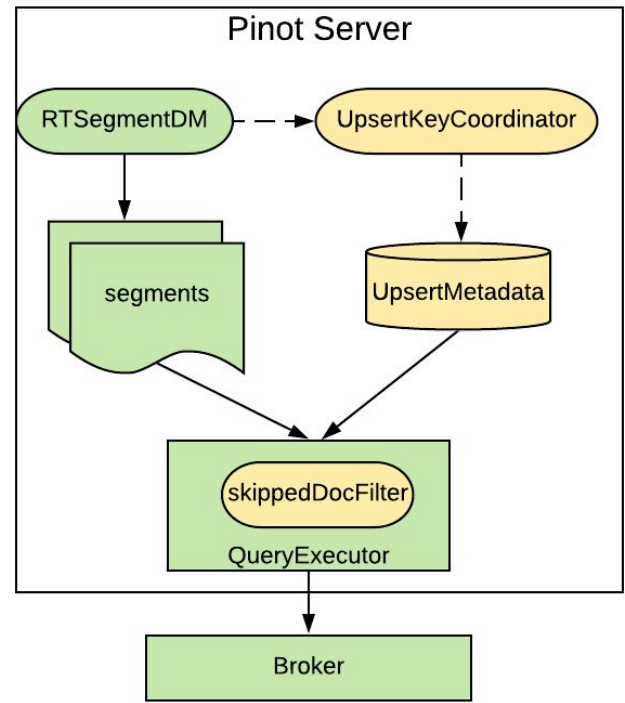 Pinot Server
RTSegmentDM
UpsertKeyCoordinator
segments
UpsertMetadata
skippedDocFilter
QueryExecutor
Broker